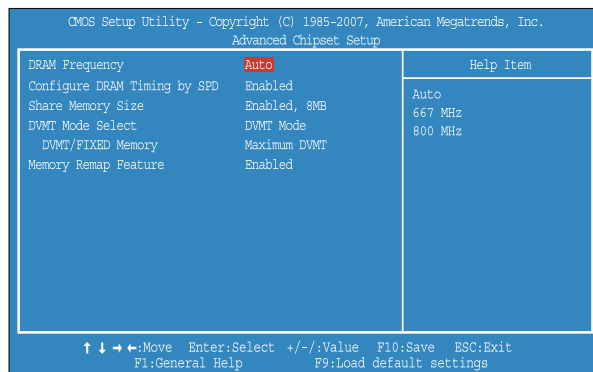 CMOS Setup Utility - Copyright (C) 1985-2007, American Megatrends, Inc.
Advanced Chipset Setup
DRAM Frequency Auto
Configure DRAM Timing by SPD Enabled
Share Memory Size Enabled, 8MB
DVMT Mode Select DVMT Mode
DVMT/FIXED Memory Maximum DVMT
Memory Remap Feature Enabled
Help Item
Auto
667 MHz
800 MHz
↑ ↓ → ←:Move Enter:Select +/-/:Value F10:Save ESC:Exit
F1:General Help F9:Load default settings